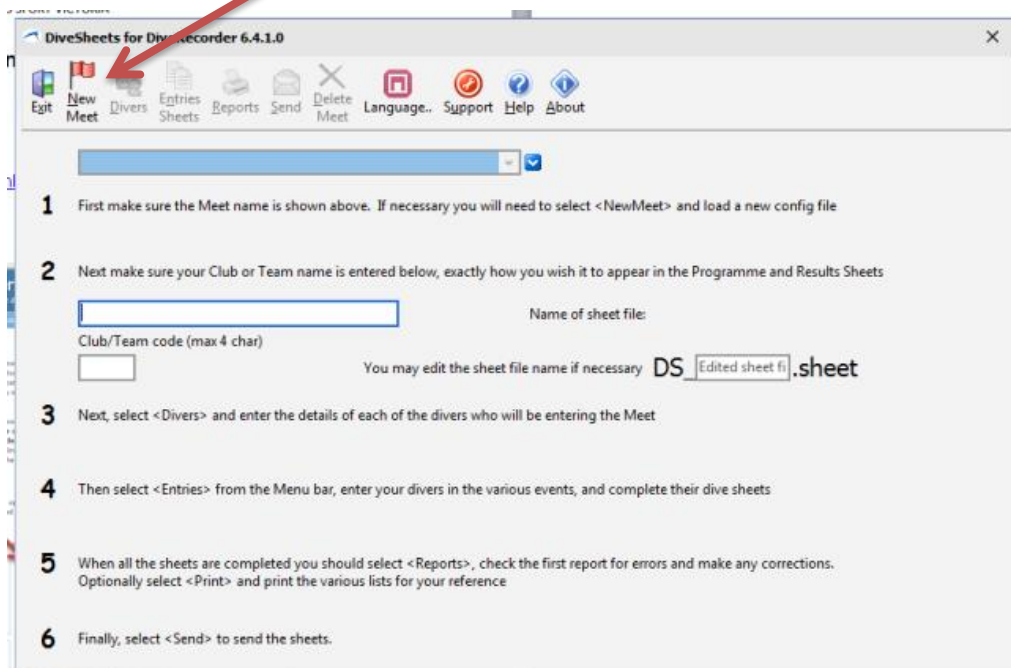 DiveSheets for DiveRecorder 6.4.1.0
Exit
New
Meet
Divers
Entries
Sheets
Reports
Send
Delete
Meet
Language..
Support
Help
About
1 First make sure the Meet name is shown above. If necessary you will need to select <NewMeet> and load a new config file
2 Next make sure your Club or Team name is entered below, exactly how you wish it to appear in the Programme and Results Sheets
Name of sheet file:
Club/Team code (max 4 char)
You may edit the sheet file name if necessary DS_ Edited sheet fi .sheet
3 Next, select <Divers> and enter the details of each of the divers who will be entering the Meet
4 Then select <Entries> from the Menu bar, enter your divers in the various events, and complete their dive sheets
5 When all the sheets are completed you should select <Reports>, check the first report for errors and make any corrections.
Optionally select <Print> and print the various lists for your reference
6 Finally, select <Send> to send the sheets.